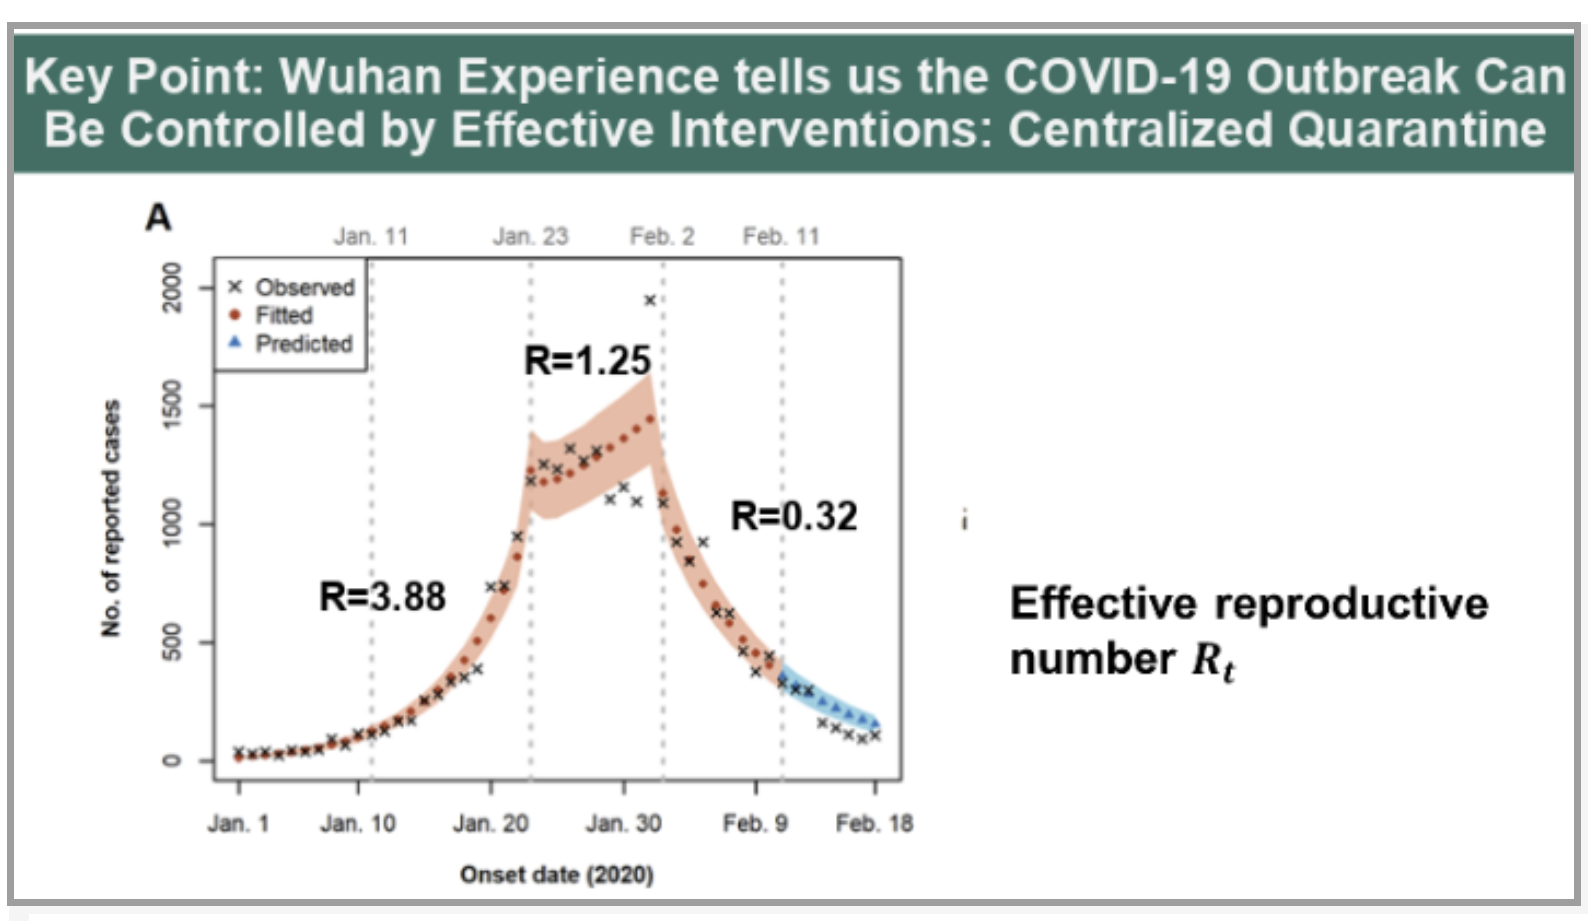 Key Point: Wuhan Experience tells us the COVID-19 Outbreak Can
Be Controlled by Effective Interventions: Centralized Quarantine
A
Jan. 11 Jan. 23 Feb. 2 Feb. 11
Observed
Fitted
Predicted
2000
1500
1000
500
0
No. of reported cases
R=1.25
R=0.32
R=3.88
i
Effective reproductive
number Rₜ
Jan. 1 Jan. 10 Jan. 20 Jan. 30 Feb. 9 Feb. 18
Onset date (2020)